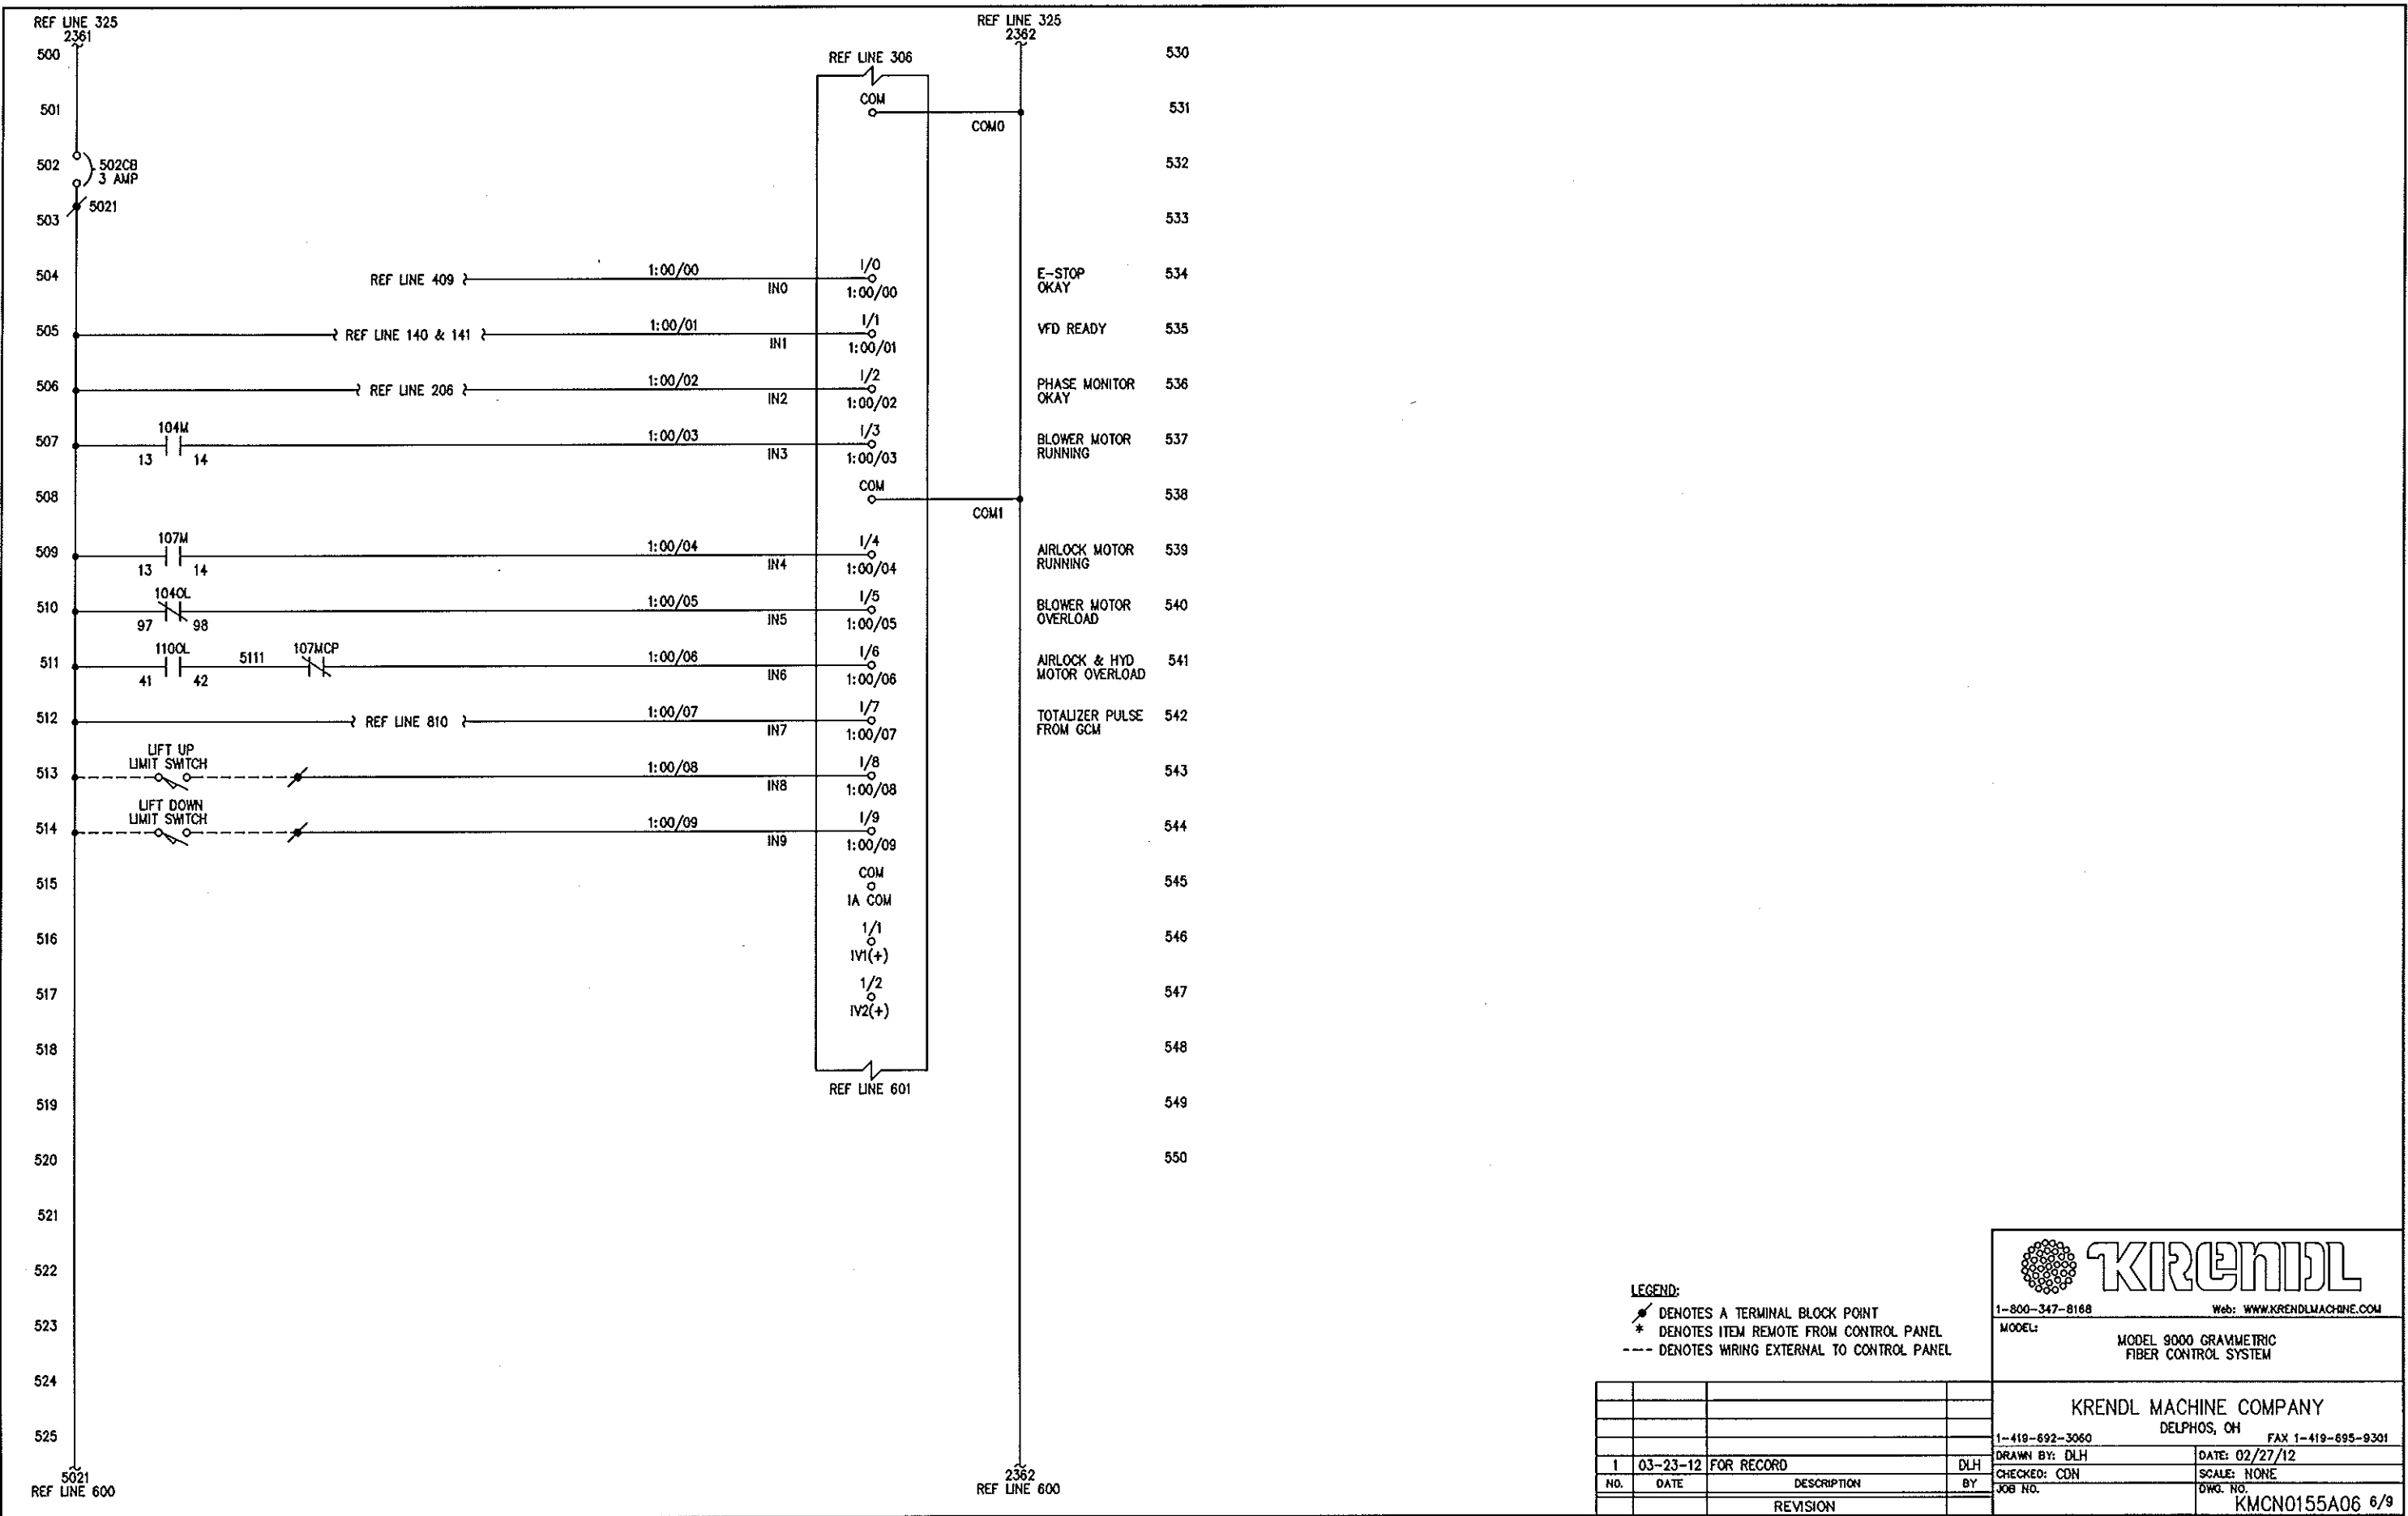 REF LINE 325
2361
REF LINE 325
2362
500
REF LINE 306
530
501
COM
COM0
531
502
502CB
3 AMP
532
503
5021
533
504
REF LINE 409
1:00/00
IN0
I/0
1:00/00
E-STOP
OKAY
534
505
REF LINE 140 & 141
1:00/01
IN1
I/1
1:00/01
VFD READY
535
506
REF LINE 206
1:00/02
IN2
I/2
1:00/02
PHASE MONITOR
OKAY
536
507
104M
13 14
1:00/03
IN3
I/3
1:00/03
BLOWER MOTOR
RUNNING
537
508
COM
COM1
538
509
107M
13 14
1:00/04
IN4
I/4
1:00/04
AIRLOCK MOTOR
RUNNING
539
510
104OL
97 98
1:00/05
IN5
I/5
1:00/05
BLOWER MOTOR
OVERLOAD
540
511
110OL
41 42
5111
107MCP
1:00/06
IN6
I/6
1:00/06
AIRLOCK & HYD
MOTOR OVERLOAD
541
512
REF LINE 810
1:00/07
IN7
I/7
1:00/07
TOTALIZER PULSE
FROM GCM
542
513
LIFT UP
LIMIT SWITCH
1:00/08
IN8
I/8
1:00/08
543
514
LIFT DOWN
LIMIT SWITCH
1:00/09
IN9
I/9
1:00/09
544
515
COM
IA COM
545
516
1/1
IV1(+)
546
517
1/2
IV2(+)
547
518
548
REF LINE 601
519
549
520
550
521
522
523
524
525
5021
REF LINE 600
2362
REF LINE 600
LEGEND:
DENOTES A TERMINAL BLOCK POINT
* DENOTES ITEM REMOTE FROM CONTROL PANEL
---- DENOTES WIRING EXTERNAL TO CONTROL PANEL
KRENDL
1-800-347-8168 Web: WWW.KRENDLMACHINE.COM
MODEL:
MODEL 9000 GRAVIMETRIC
FIBER CONTROL SYSTEM
KRENDL MACHINE COMPANY
DELPHOS, OH
1-419-692-3060 FAX 1-419-695-9301
DRAWN BY: DLH DATE: 02/27/12
CHECKED: CDN SCALE: NONE
JOB NO. DWG. NO.
KMCN0155A06 6/9
1 03-23-12 FOR RECORD DLH
NO. DATE DESCRIPTION BY
REVISION